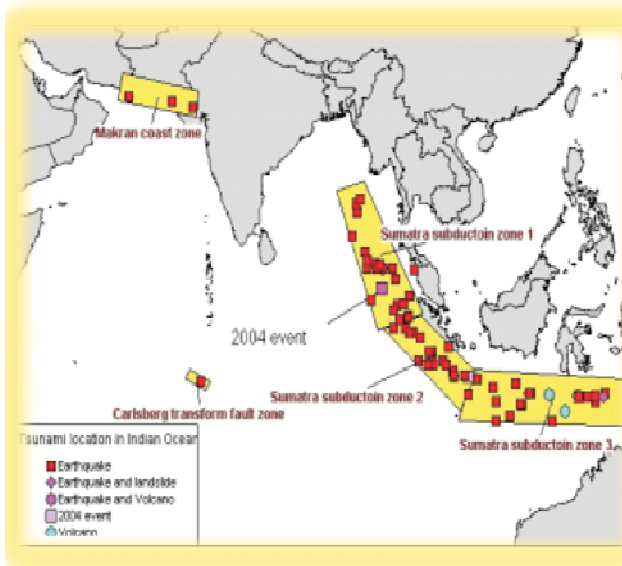 Makran coast zone
Sumatra subductoin zone 1
2004 event
Sumatra subductoin zone 2
Carlsberg transform fault zone
Sumatra subductoin zone 3
Tsunami location in Indian Ocean
Earthquake
Earthquake and landslide
Earthquake and Volcano
2004 event
Volcano